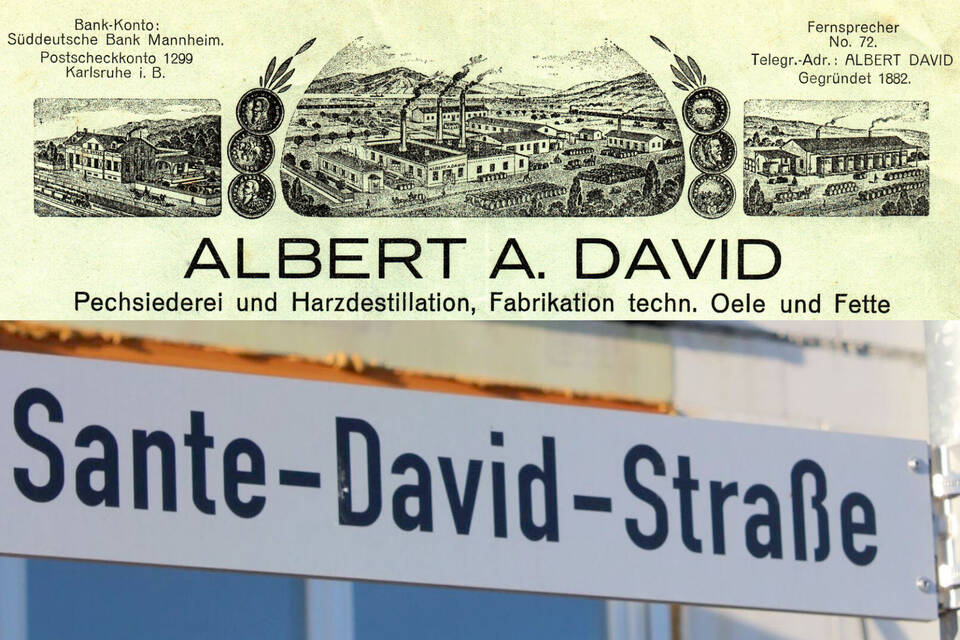 Bank-Konto:
Süddeutsche Bank Mannheim.
Postscheckkonto 1299
Karlsruhe i. B.
Fernsprecher
No. 72.
Telegr.-Adr.: ALBERT DAVID
Gegründet 1882.
ALBERT A. DAVID
Pechsiederei und Harzdestillation, Fabrikation techn. Oele und Fette
Sante-David-Straße